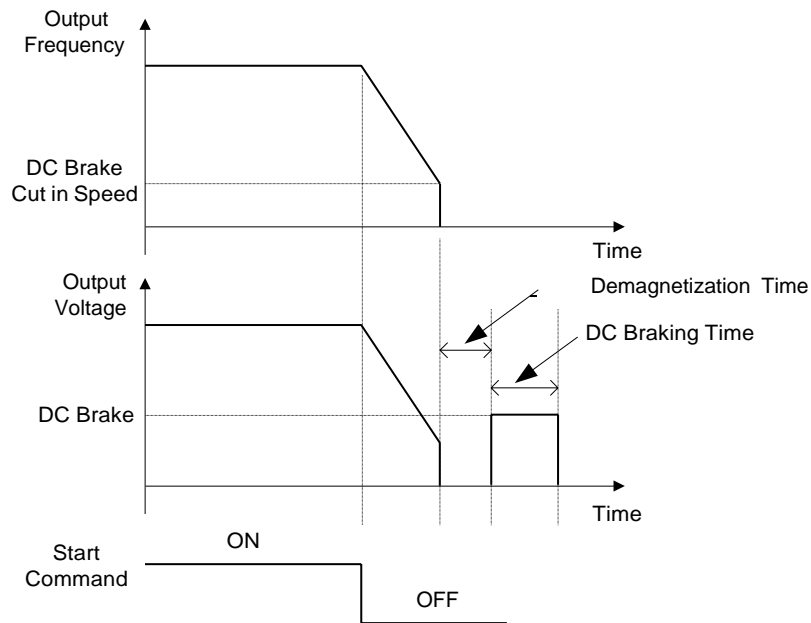 Output
Frequency
DC Brake
Cut in Speed
Time
Output
Voltage
Demagnetization Time
DC Braking Time
DC Brake
Time
ON
Start
Command
OFF